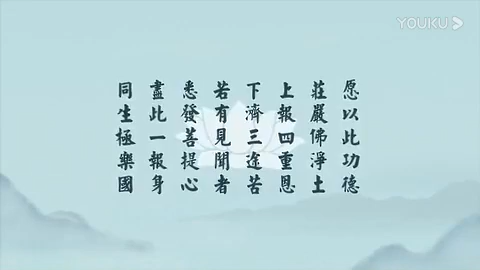 愿以此功德
莊嚴佛淨土
上報四重恩
下濟三途苦
若有見聞者
悉發菩提心
盡此一報身
同生極樂國
YOUKU